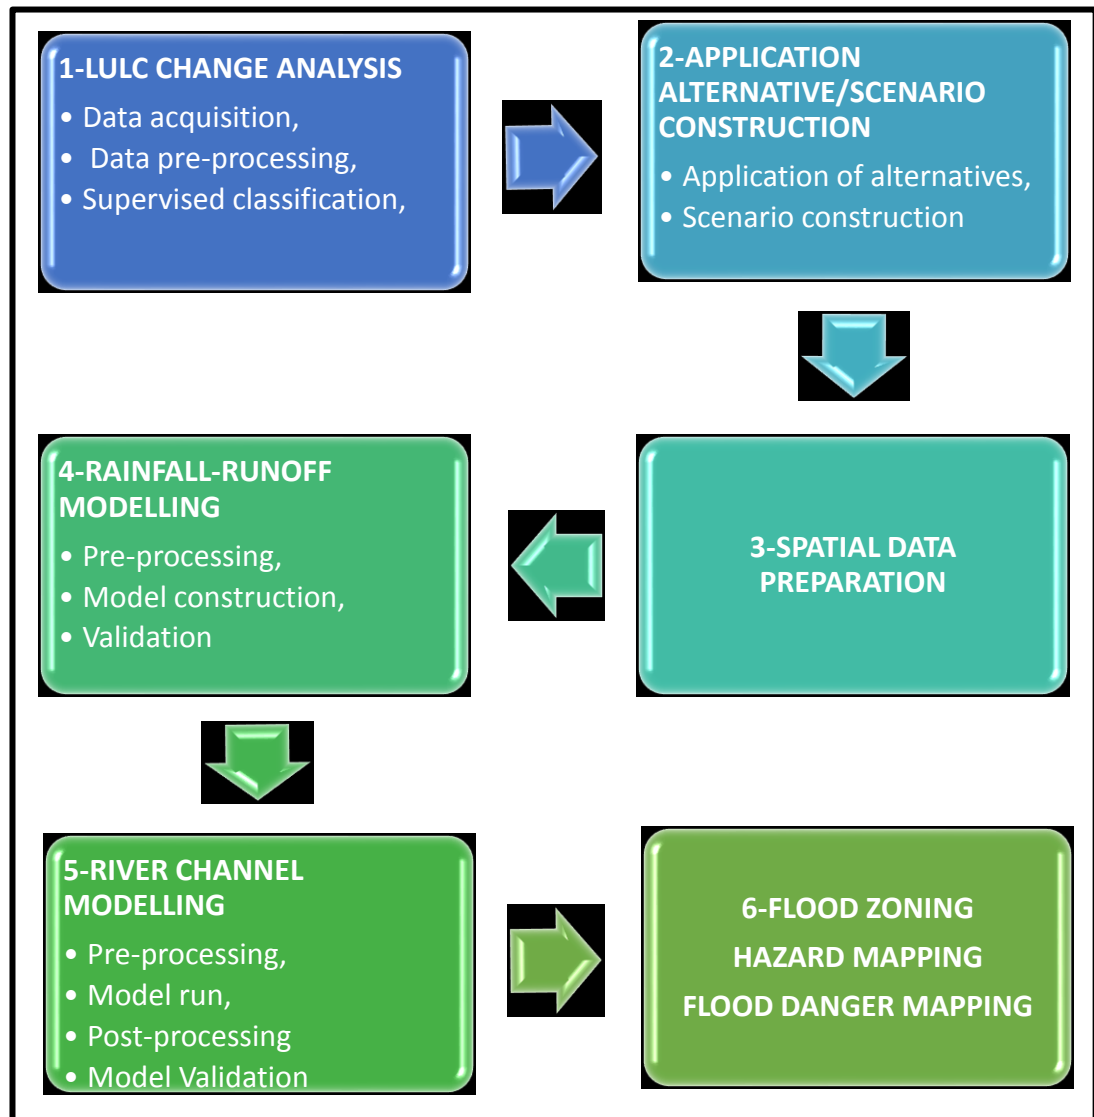 1-LULC CHANGE ANALYSIS
• Data acquisition,
• Data pre-processing,
• Supervised classification,
2-APPLICATION
ALTERNATIVE/SCENARIO
CONSTRUCTION
• Application of alternatives,
• Scenario construction
3-SPATIAL DATA
PREPARATION
4-RAINFALL-RUNOFF
MODELLING
• Pre-processing,
• Model construction,
• Validation
5-RIVER CHANNEL
MODELLING
• Pre-processing,
• Model run,
• Post-processing
• Model Validation
6-FLOOD ZONING
HAZARD MAPPING
FLOOD DANGER MAPPING